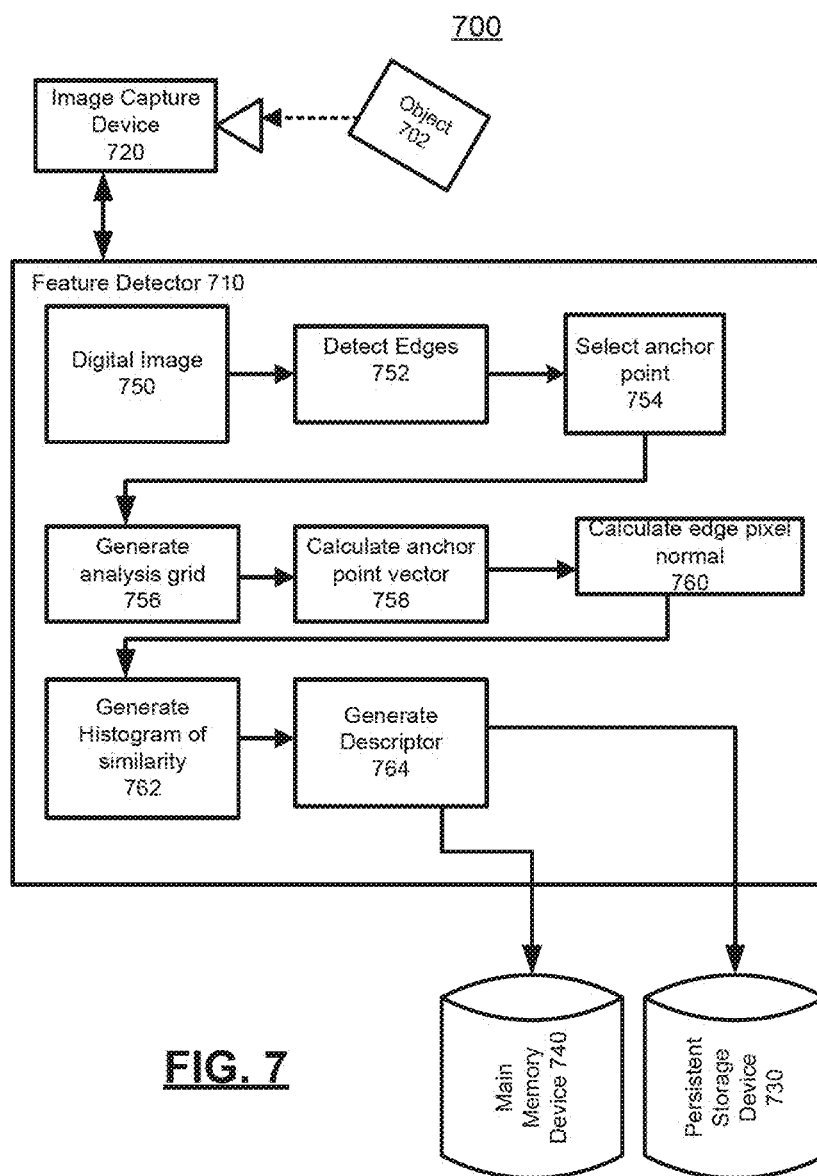 700
Image Capture
Device
720
Object
702
Feature Detector 710
Digital Image
750
Detect Edges
752
Select anchor
point
754
Generate
analysis grid
756
Calculate anchor
point vector
758
Calculate edge pixel
normal
760
Generate
Histogram of
similarity
762
Generate
Descriptor
764
FIG. 7
Main
Memory
Device 740
Persistent
Storage
Device
730